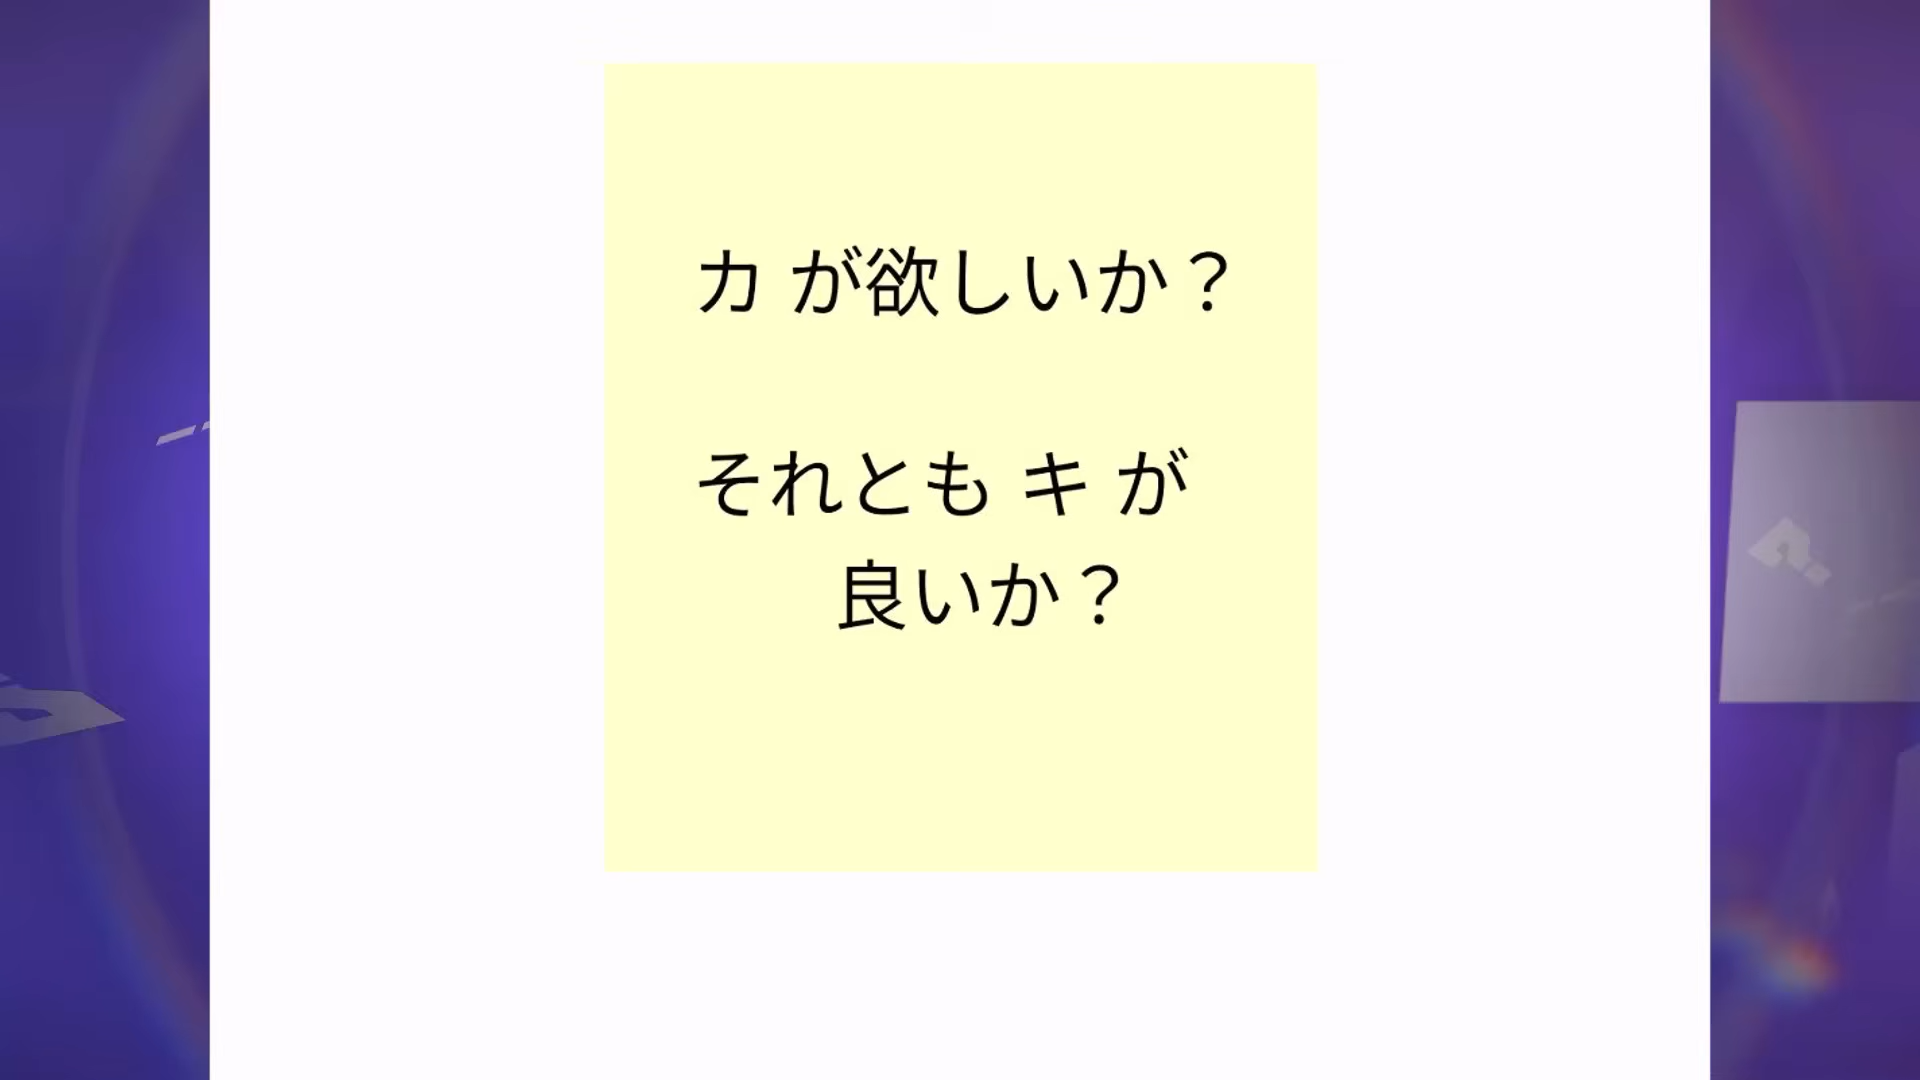 カ が欲しいか？
それとも キ が
良いか？